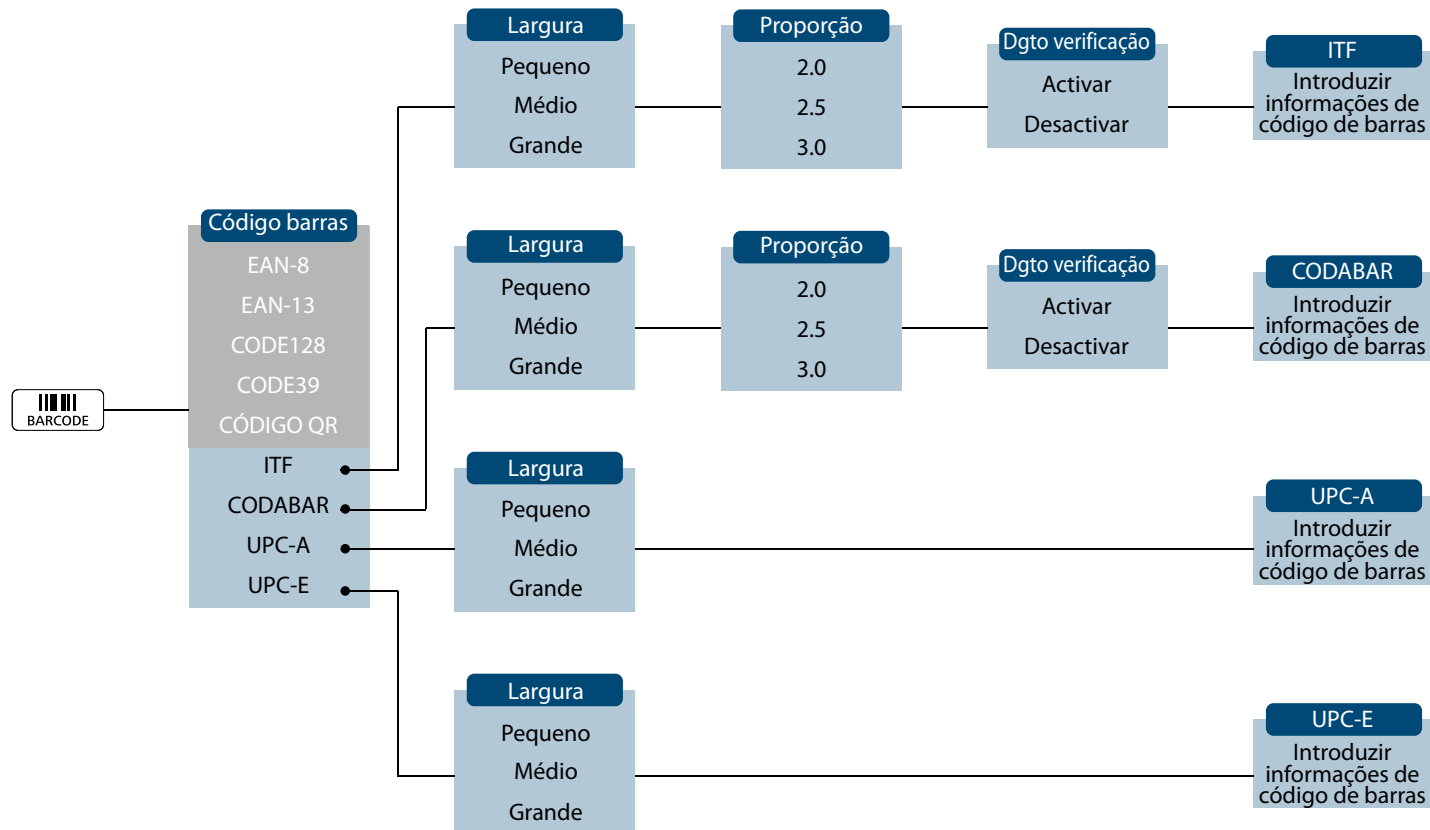 Largura
Pequeno
Médio
Grande
Proporção
2.0
2.5
3.0
Dgto verificação
Activar
Desactivar
ITF
Introduzir
informações de
código de barras
BARCODE
Código barras
EAN-8
EAN-13
CODE128
CODE39
CÓDIGO QR
ITF
CODABAR
UPC-A
UPC-E
Largura
Pequeno
Médio
Grande
Proporção
2.0
2.5
3.0
Dgto verificação
Activar
Desactivar
CODABAR
Introduzir
informações de
código de barras
Largura
Pequeno
Médio
Grande
UPC-A
Introduzir
informações de
código de barras
Largura
Pequeno
Médio
Grande
UPC-E
Introduzir
informações de
código de barras